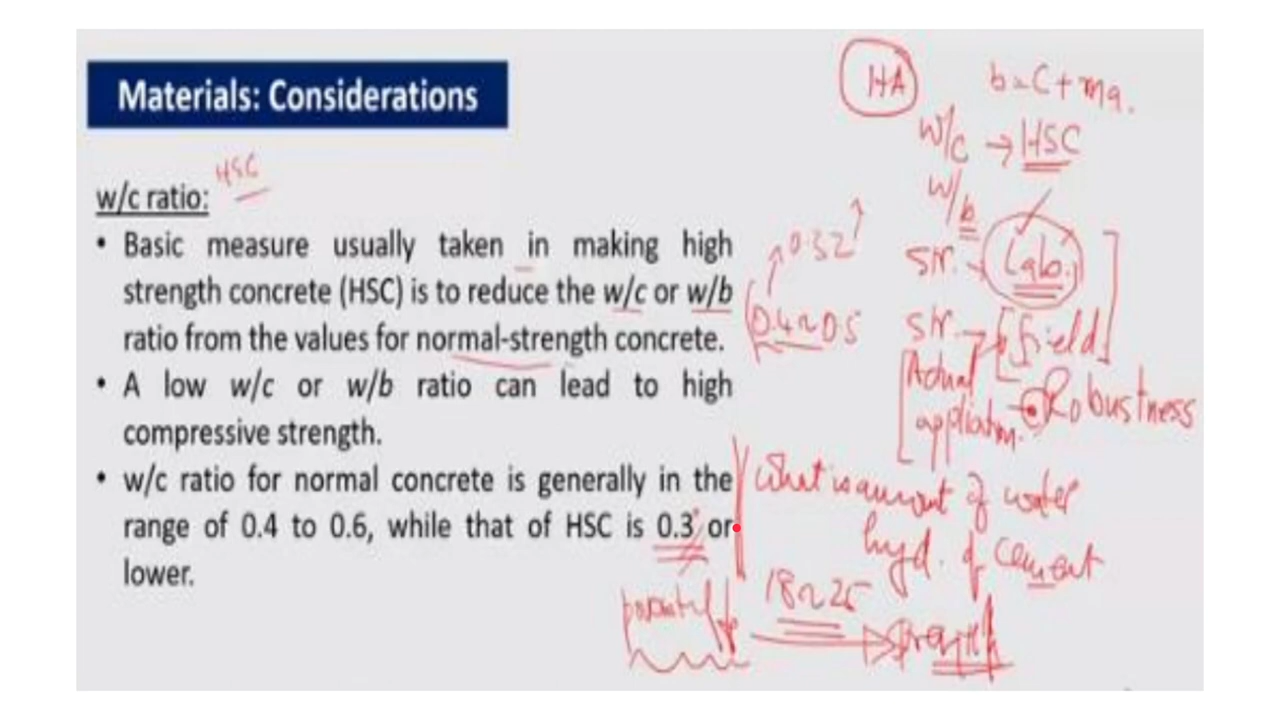 Materials: Considerations
HSC
w/c ratio:
• Basic measure usually taken in making high
strength concrete (HSC) is to reduce the w/c or w/b
ratio from the values for normal-strength concrete.
• A low w/c or w/b ratio can lead to high
compressive strength.
• w/c ratio for normal concrete is generally in the
range of 0.4 to 0.6, while that of HSC is 0.3 or
lower.
HA
b=C+ma.
w/c → HSC
w/b
0.32
Str. Lab.
0.4~0.5
Str. → [field]
Actual
application. Robustness
What is amount of water
hyd. of cement
18~25
strength